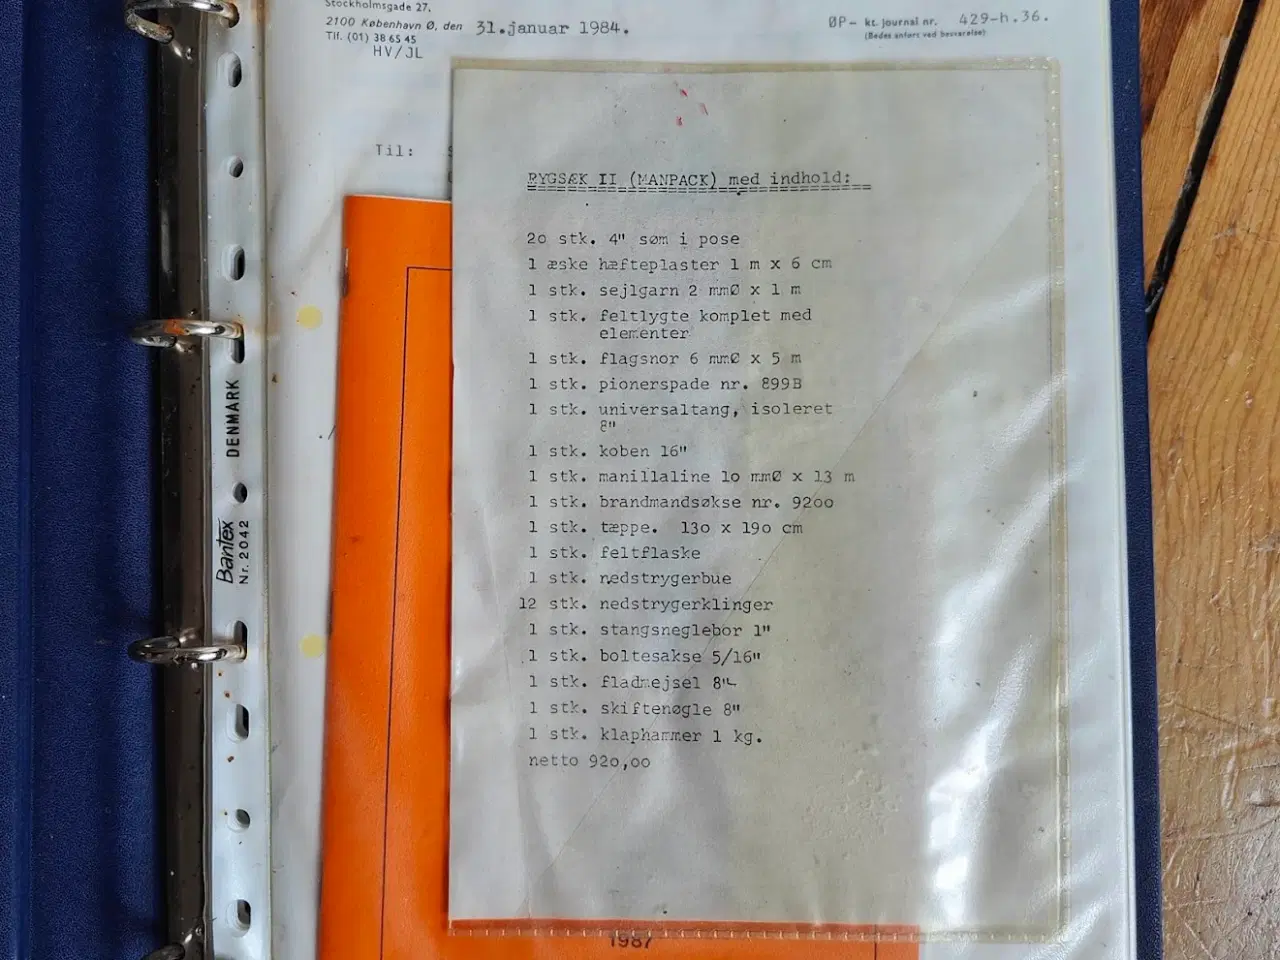 Stockholmsgade 27,
2100 København Ø, den 31.januar 1984.
Tlf. (01) 38 65 45
HV/JL
ØP- kt. journal nr. 429-h.36.
(Bedes anført ved besvarelse)
Til:
RYGSÆK II (MANPACK) med indhold:
20 stk. 4" søm i pose
1 æske hæfteplaster 1 m x 6 cm
1 stk. sejlgarn 2 mmØ x 1 m
1 stk. feltlygte komplet med
elementer
1 stk. flagsnor 6 mmØ x 5 m
1 stk. pionerspade nr. 899B
1 stk. universaltang, isoleret
8"
1 stk. koben 16"
1 stk. manillaline 1o mmØ x 13 m
1 stk. brandmandsøkse nr. 92oo
1 stk. tæppe. 13o x 19o cm
1 stk. feltflaske
1 stk. nedstrygerbue
12 stk. nedstrygerklinger
1 stk. stangsneglebor 1"
1 stk. boltesakse 5/16"
1 stk. fladmejsel 8"
1 stk. skiftenøgle 8"
1 stk. klaphammer 1 kg.
netto 92o,oo
1987
Bantex
Nr. 2042
DENMARK